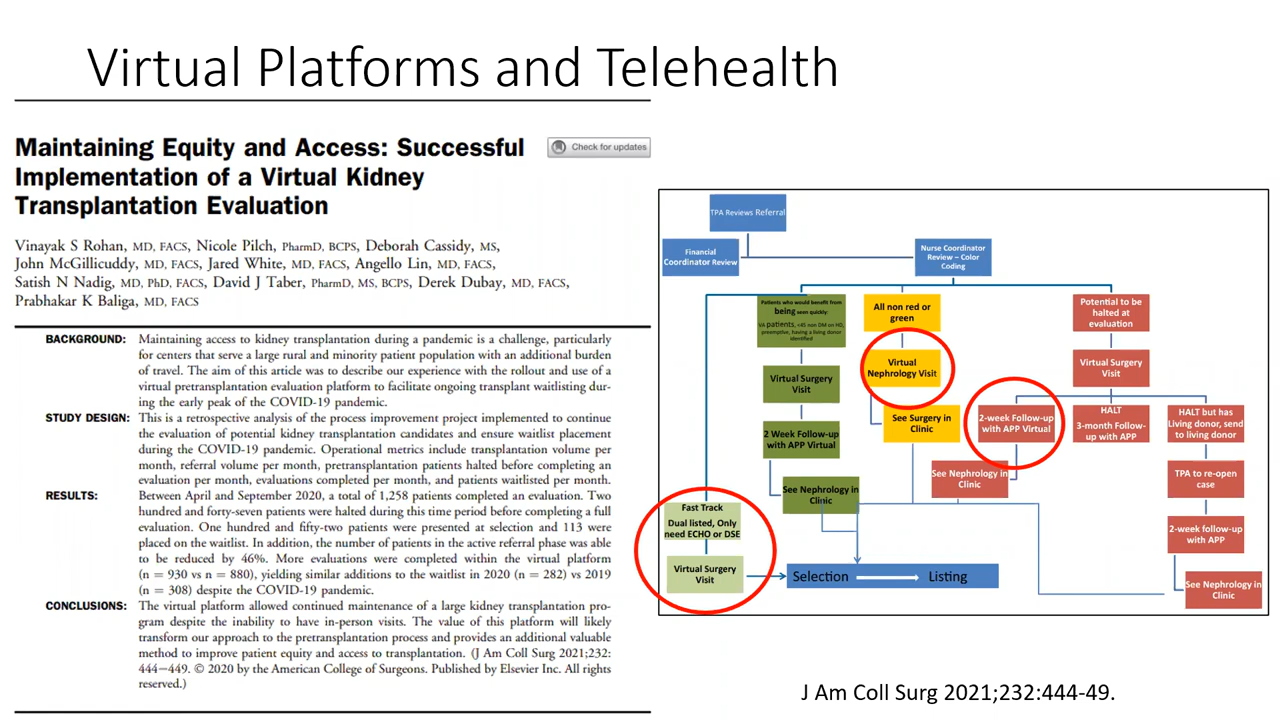 Virtual Platforms and Telehealth
Maintaining Equity and Access: Successful
Implementation of a Virtual Kidney
Transplantation Evaluation
Check for updates
Vinayak S Rohan, MD, FACS, Nicole Pilch, PharmD, BCPS, Deborah Cassidy, MS,
John McGillicuddy, MD, FACS, Jared White, MD, FACS, Angello Lin, MD, FACS,
Satish N Nadig, MD, PhD, FACS, David J Taber, PharmD, MS, BCPS, Derek Dubay, MD, FACS,
Prabhakar K Baliga, MD, FACS
BACKGROUND: Maintaining access to kidney transplantation during a pandemic is a challenge, particularly
for centers that serve a large rural and minority patient population with an additional burden
of travel. The aim of this article was to describe our experience with the rollout and use of a
virtual pretransplantation evaluation platform to facilitate ongoing transplant waitlisting dur-
ing the early peak of the COVID-19 pandemic.
STUDY DESIGN: This is a retrospective analysis of the process improvement project implemented to continue
the evaluation of potential kidney transplantation candidates and ensure waitlist placement
during the COVID-19 pandemic. Operational metrics include transplantation volume per
month, referral volume per month, pretransplantation patients halted before completing an
evaluation per month, evaluations completed per month, and patients waitlisted per month.
RESULTS: Between April and September 2020, a total of 1,258 patients completed an evaluation. Two
hundred and forty-seven patients were halted during this time period before completing a full
evaluation. One hundred and fifty-two patients were presented at selection and 113 were
placed on the waitlist. In addition, the number of patients in the active referral phase was able
to be reduced by 46%. More evaluations were completed within the virtual platform
(n = 930 vs n = 880), yielding similar additions to the waitlist in 2020 (n = 282) vs 2019
(n = 308) despite the COVID-19 pandemic.
CONCLUSIONS: The virtual platform allowed continued maintenance of a large kidney transplantation pro-
gram despite the inability to have in-person visits. The value of this platform will likely
transform our approach to the pretransplantation process and provides an additional valuable
method to improve patient equity and access to transplantation. (J Am Coll Surg 2021;232:
444–449. © 2020 by the American College of Surgeons. Published by Elsevier Inc. All rights
reserved.)
TPA Reviews Referral
Financial
Coordinator Review
Nurse Coordinator
Review – Color
Coding
Patients who would benefit from
being seen quickly:
VA patients, <45 non DM on HD,
preemptive, having a living donor
identified
Virtual Surgery
Visit
2 Week Follow-up
with APP Virtual
See Nephrology in
Clinic
All non red or
green
Virtual
Nephrology Visit
See Surgery in
Clinic
Potential to be
halted at
evaluation
Virtual Surgery
Visit
2-week Follow-up
with APP Virtual
See Nephrology in
Clinic
HALT
3-month Follow-
up with APP
HALT but has
Living donor, send
to living donor
TPA to re-open
case
2-week follow-up
with APP
See Nephrology in
Clinic
Fast Track
Dual listed, Only
need ECHO or DSE
Virtual Surgery
Visit
Selection
Listing
J Am Coll Surg 2021;232:444-49.